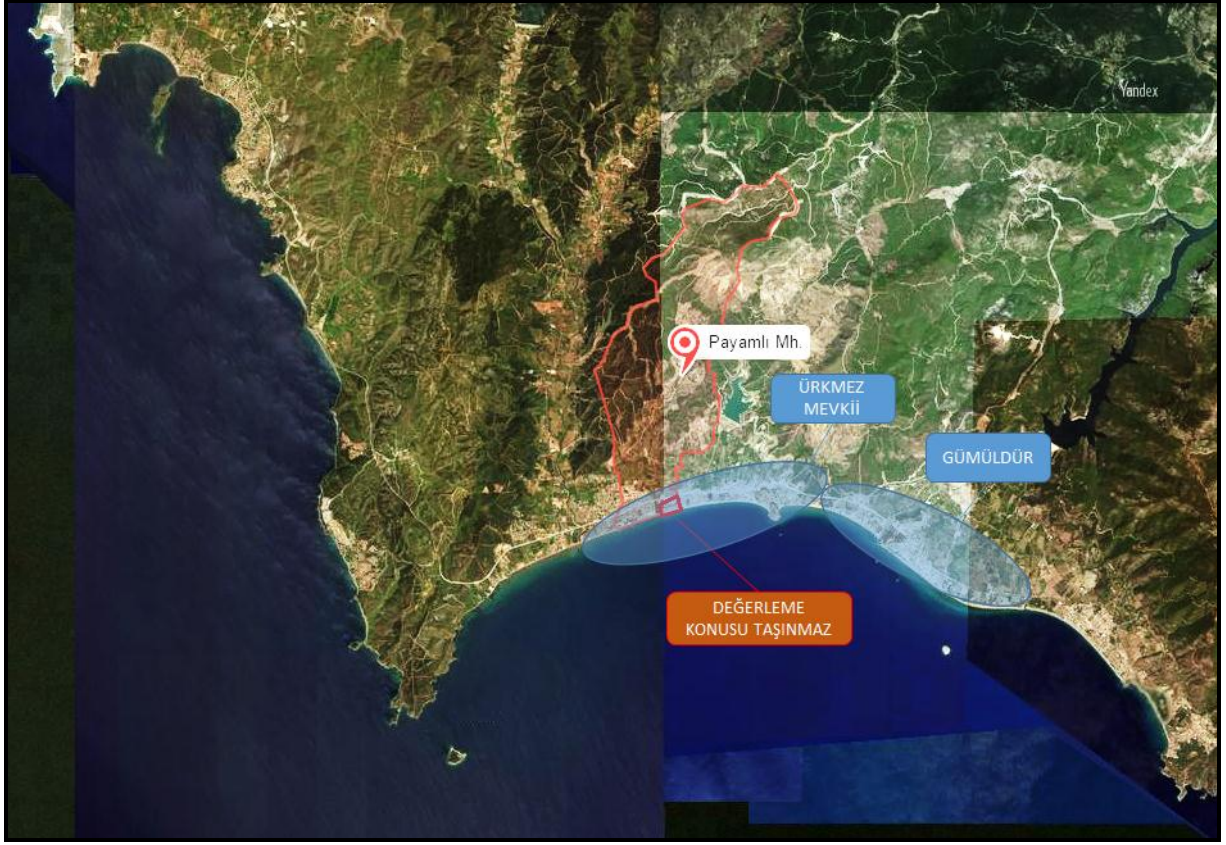 Yandex
Payamlı Mh.
ÜRKMEZ
MEVKİİ
GÜMÜLDÜR
DEĞERLEME
KONUSU TAŞINMAZ